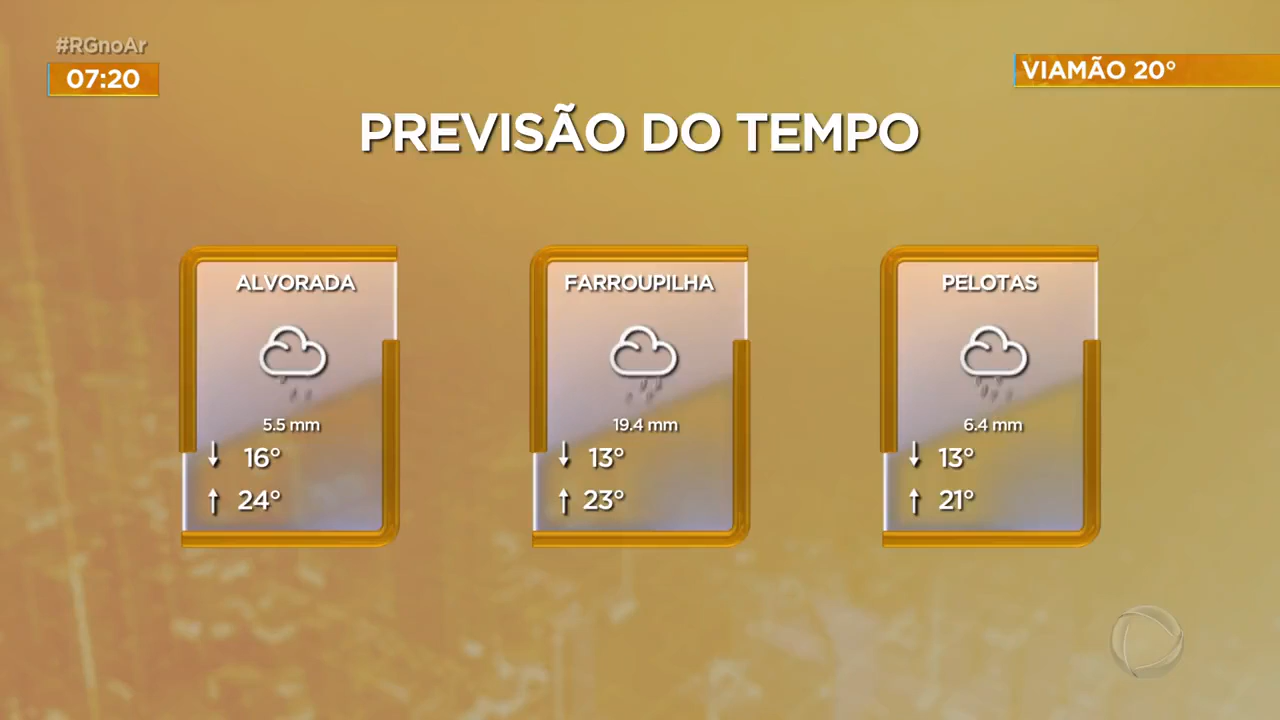 #RGnoAr
07:20
VIAMÃO 20°
PREVISÃO DO TEMPO
ALVORADA
5.5 mm
16°
24°
FARROUPILHA
19.4 mm
13°
23°
PELOTAS
6.4 mm
13°
21°